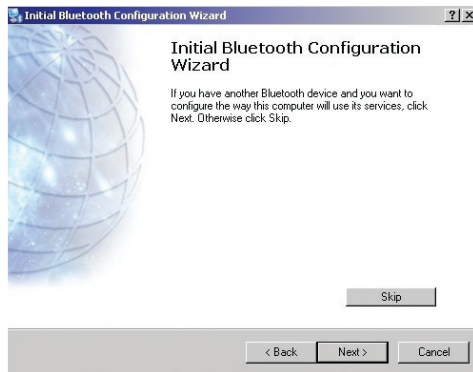 Initial Bluetooth Configuration Wizard
Initial Bluetooth Configuration
Wizard
If you have another Bluetooth device and you want to
configure the way this computer will use its services, click
Next. Otherwise click Skip.
Skip
< Back Next > Cancel